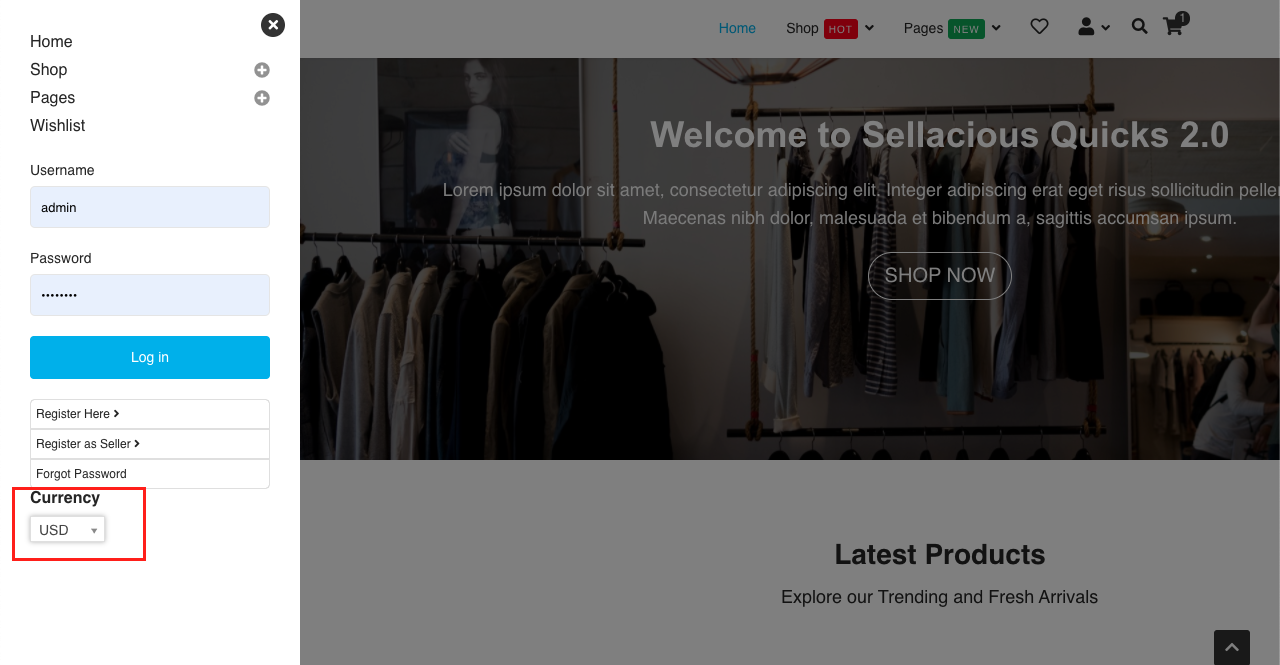 Home
Shop
Pages
Wishlist
Username
admin
Password
••••••••
Log in
Register Here
Register as Seller
Forgot Password
Currency
USD
Home Shop HOT Pages NEW 1
Welcome to Sellacious Quicks 2.0
Lorem ipsum dolor sit amet, consectetur adipiscing elit. Integer adipiscing erat eget risus sollicitudin
Maecenas nibh dolor, malesuada et bibendum a, sagittis accumsan ipsum.
SHOP NOW
Latest Products
Explore our Trending and Fresh Arrivals